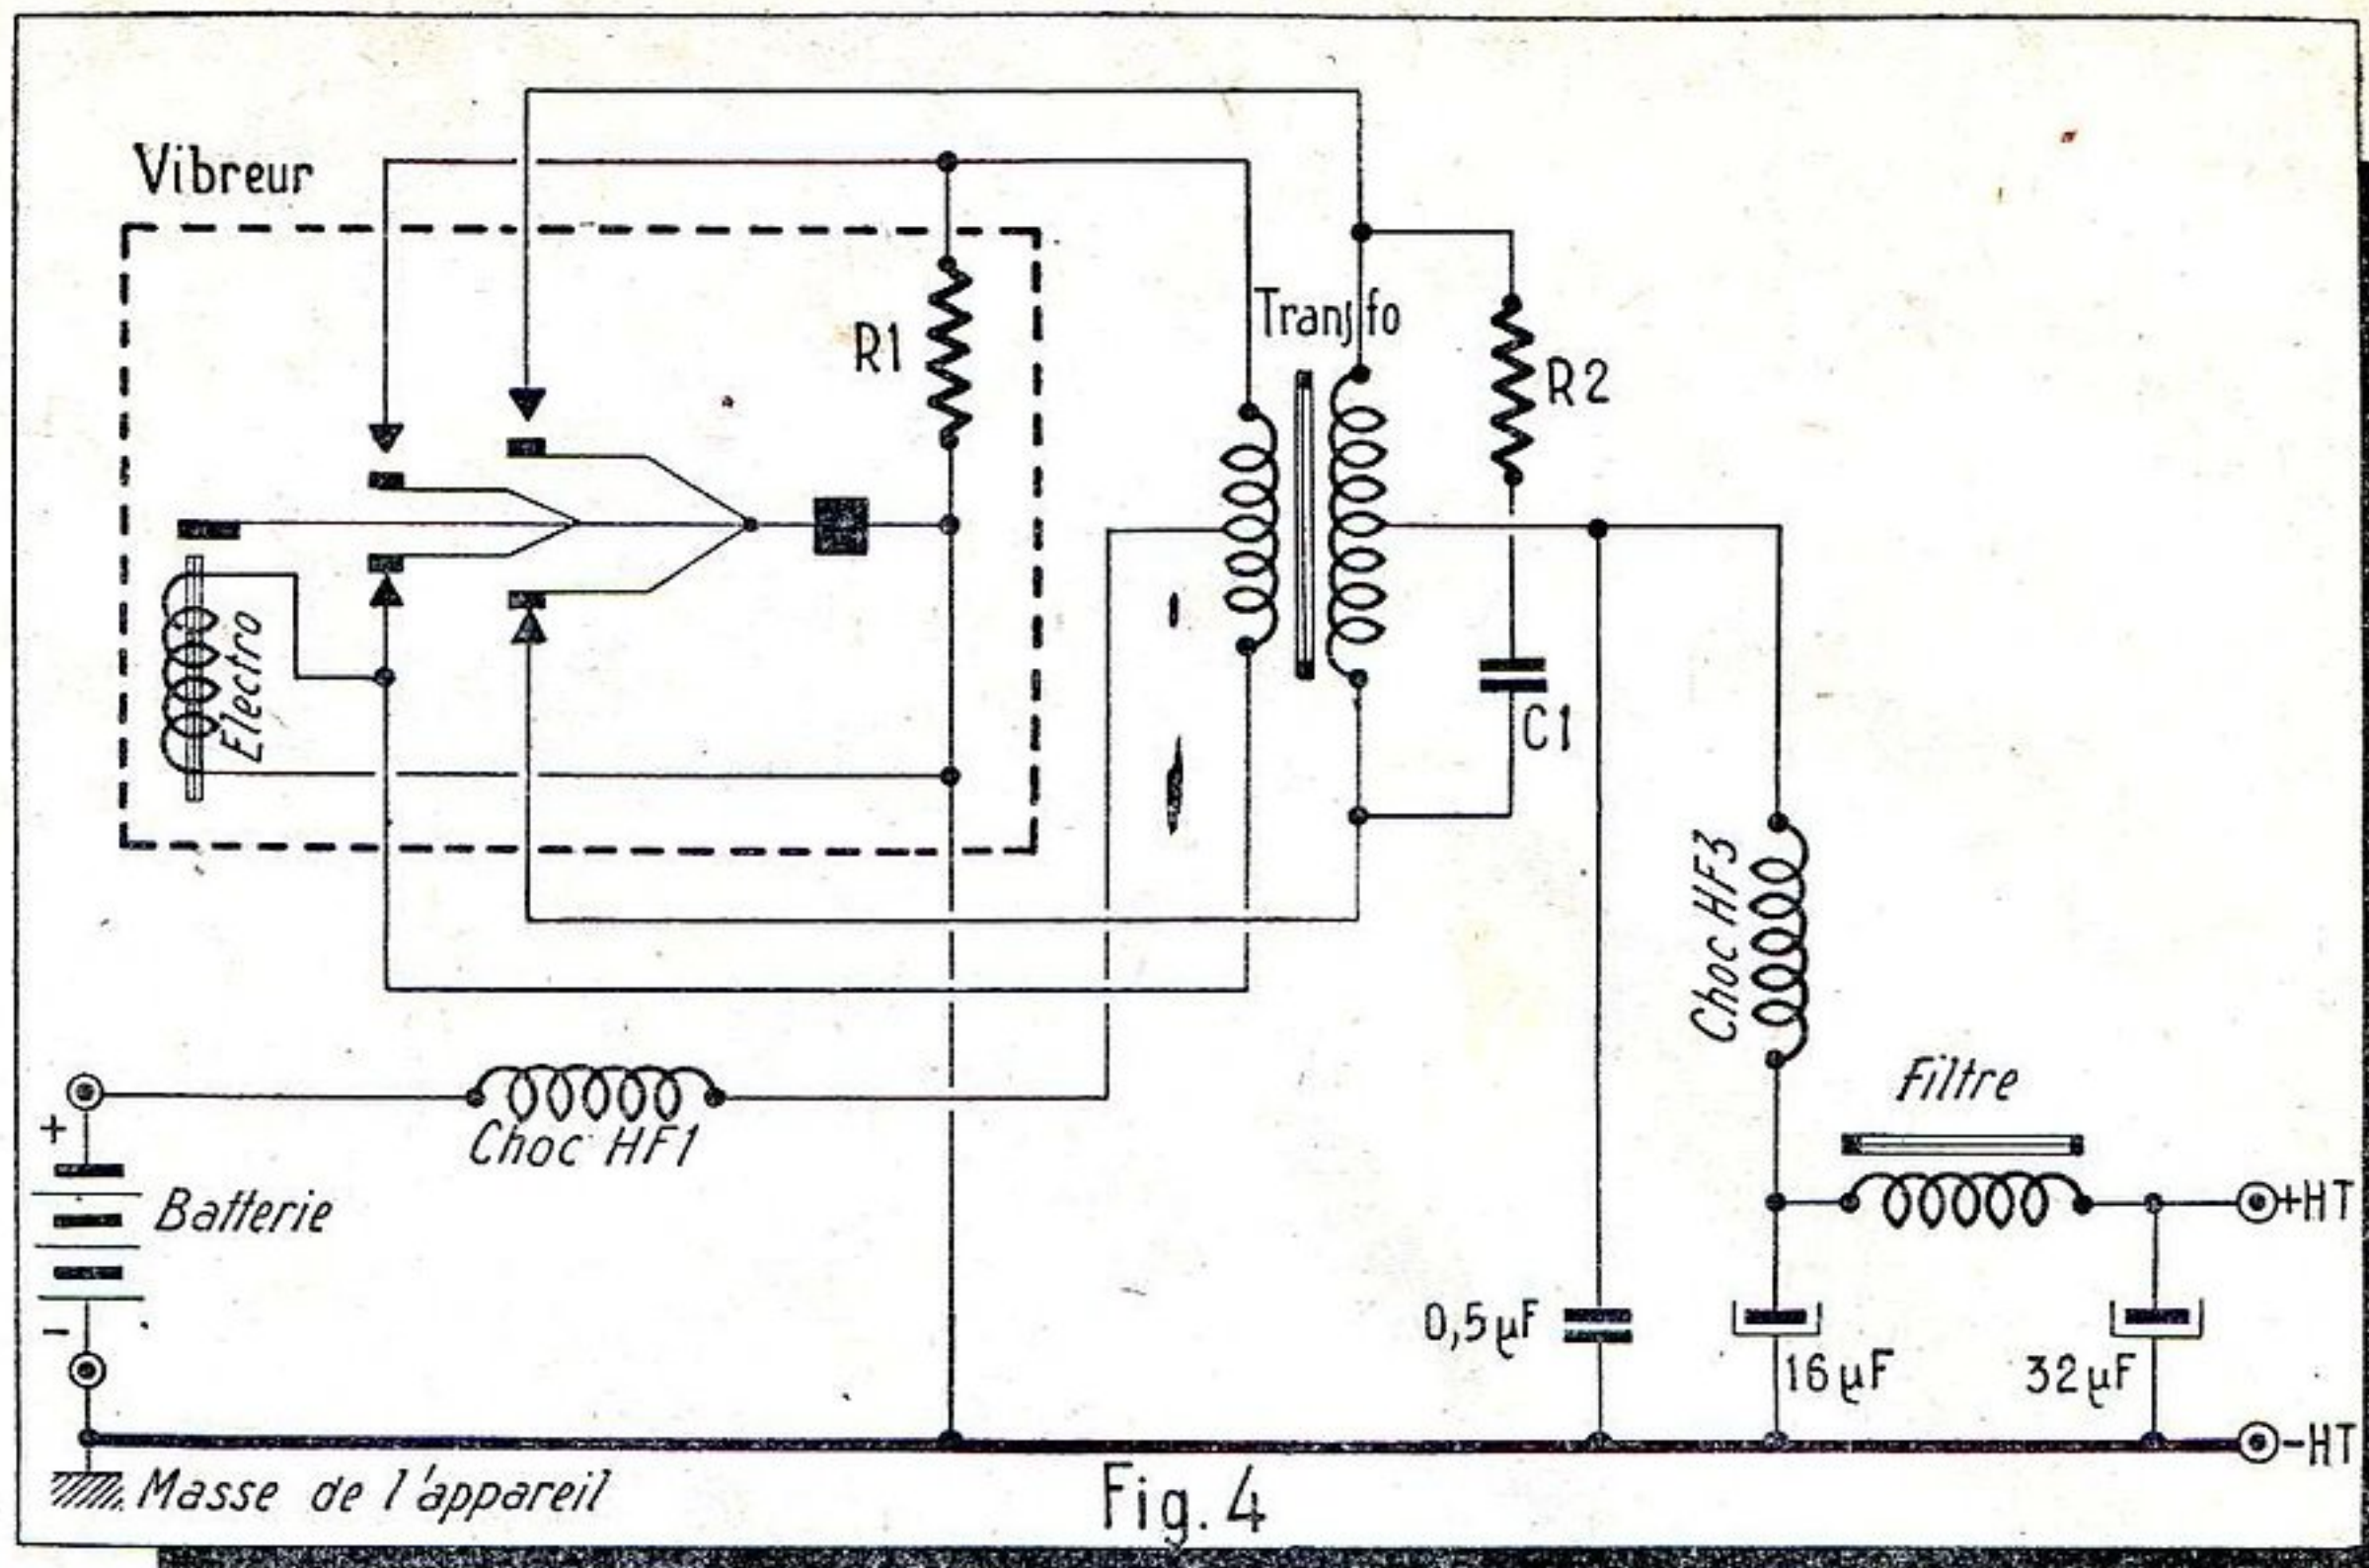 Vibreur
R1
Transfo
R2
Electro
C1
Choc HF3
Filtre
Choc HF1
+HT
+
Batterie
-
0,5µF
16µF
32µF
-HT
Masse de l'appareil
Fig. 4